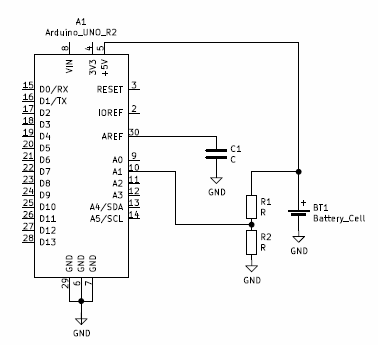 A1
Arduino_UNO_R2
8 4 5
VIN 3V3 +5V
15 D0/RX RESET 3
16 D1/TX
17 D2 IOREF 2
18 D3
19 D4 AREF 30
20 D5
21 D6 A0 9
22 D7 A1 10
23 D8 A2 11
24 D9 A3 12
25 D10 A4/SDA 13
26 D11 A5/SCL 14
27 D12
28 D13
GND GND GND
29 6 7
GND
C1
C
GND
R1
R
R2
R
GND
+
BT1
Battery_Cell
GND